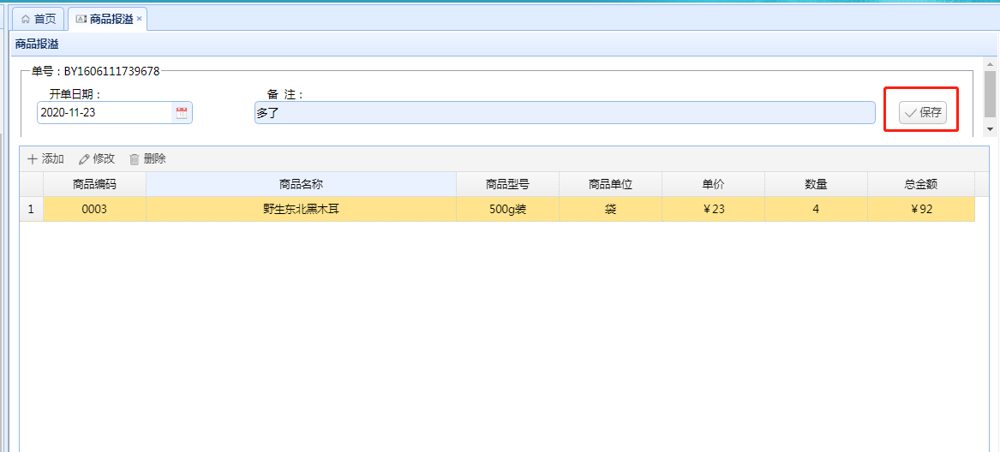 首页 商品报溢 ×
商品报溢
单号：BY1606111739678
开单日期： 备 注：
2020-11-23 多了 保存
添加 修改 删除
商品编码 商品名称 商品型号 商品单位 单价 数量 总金额
1 0003 野生东北黑木耳 500g装 袋 ￥23 4 ￥92